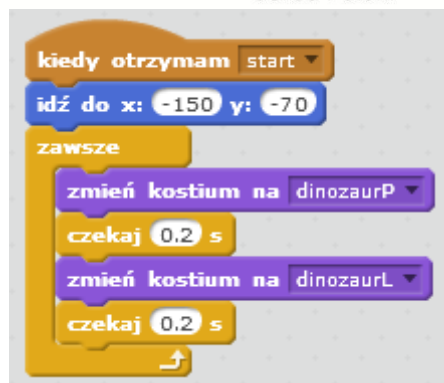 kiedy otrzymam start
idź do x: -150 y: -70
zawsze
zmień kostium na dinozaurP
czekaj 0.2 s
zmień kostium na dinozaurL
czekaj 0.2 s